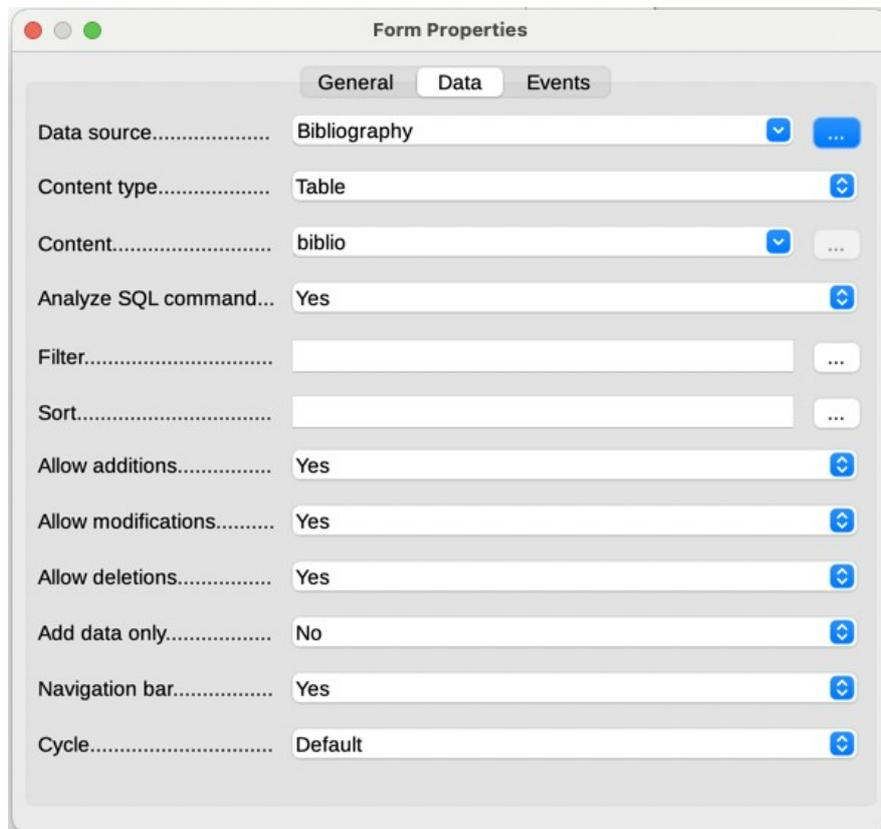 Form Properties
General Data Events
Data source.................... Bibliography ...
Content type................... Table
Content.......................... biblio ...
Analyze SQL command... Yes
Filter.............................. ...
Sort............................... ...
Allow additions................ Yes
Allow modifications.......... Yes
Allow deletions................ Yes
Add data only.................. No
Navigation bar................. Yes
Cycle.............................. Default